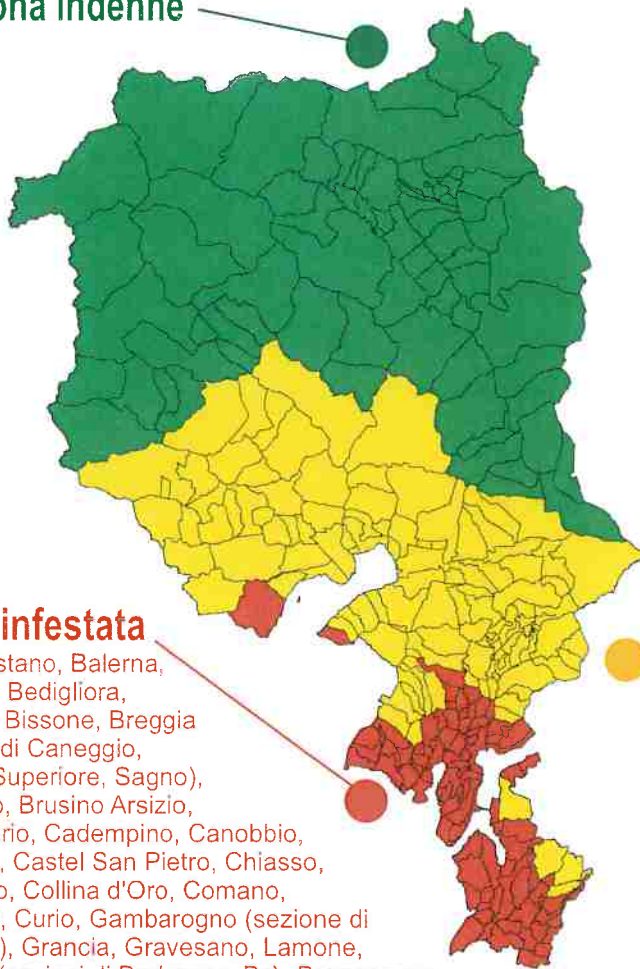 ona indenne
infestata
stano, Balerna,
Bedigliora,
Bissone, Breggia
di Caneggio,
Superiore, Sagno),
o, Brusino Arsizio,
rio, Cadempino, Canobbio,
, Castel San Pietro, Chiasso,
o, Collina d'Oro, Comano,
, Curio, Gambarogno (sezione di
), Grancia, Gravesano, Lamone,